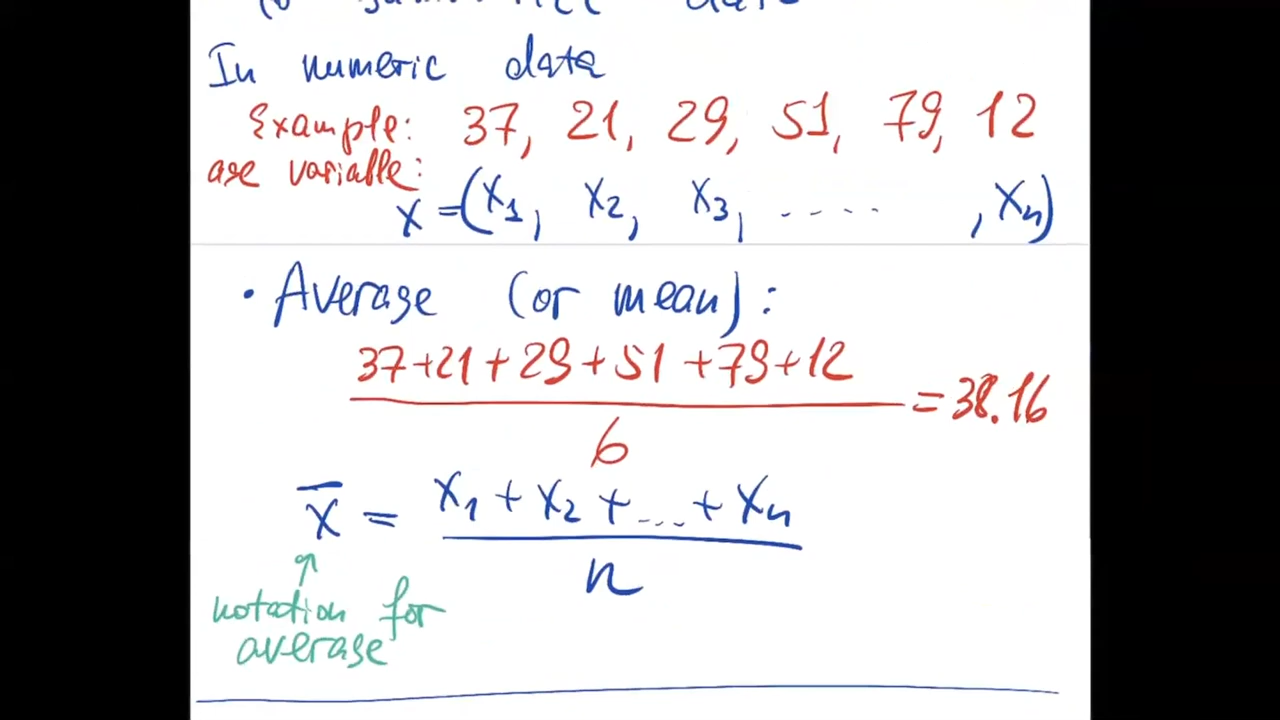 In numeric data
Example: 37, 21, 29, 51, 79, 12
age variable:
x = (x1, x2, x3, ....., xn)
• Average (or mean):
37+21+29+51+79+12
= 38.16
6
x̄ = x1 + x2 + ... + xn
n
↑
notation for
average